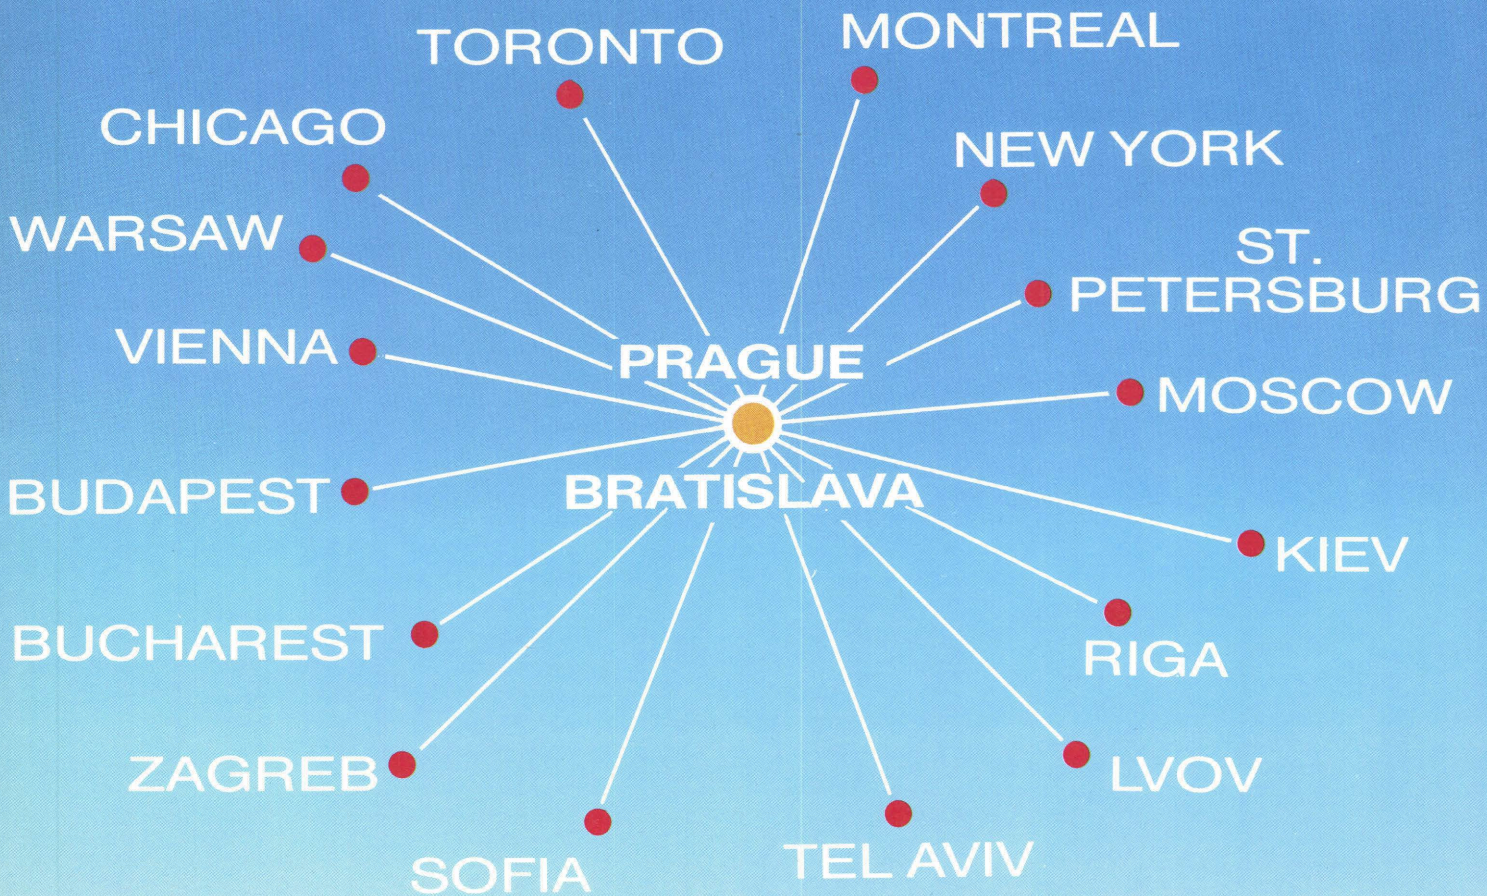 TORONTO
MONTREAL
CHICAGO
NEW YORK
WARSAW
ST.
PETERSBURG
VIENNA
PRAGUE
MOSCOW
BUDAPEST
BRATISLAVA
KIEV
BUCHAREST
RIGA
ZAGREB
LVOV
SOFIA
TEL AVIV